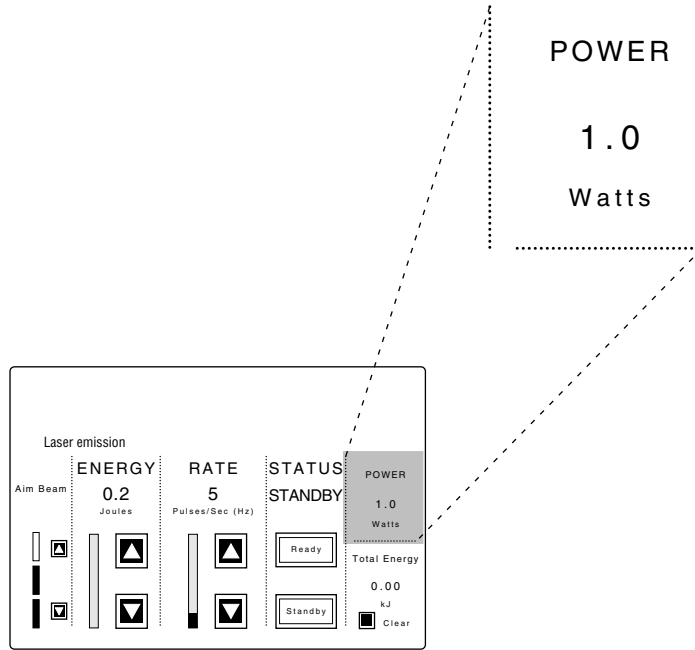 POWER
1.0
Watts
Laser emission
Aim Beam
ENERGY
0.2
Joules
RATE
5
Pulses/Sec (Hz)
STATUS
STANDBY
Ready
Standby
POWER
1.0
Watts
Total Energy
0.00
kJ
Clear